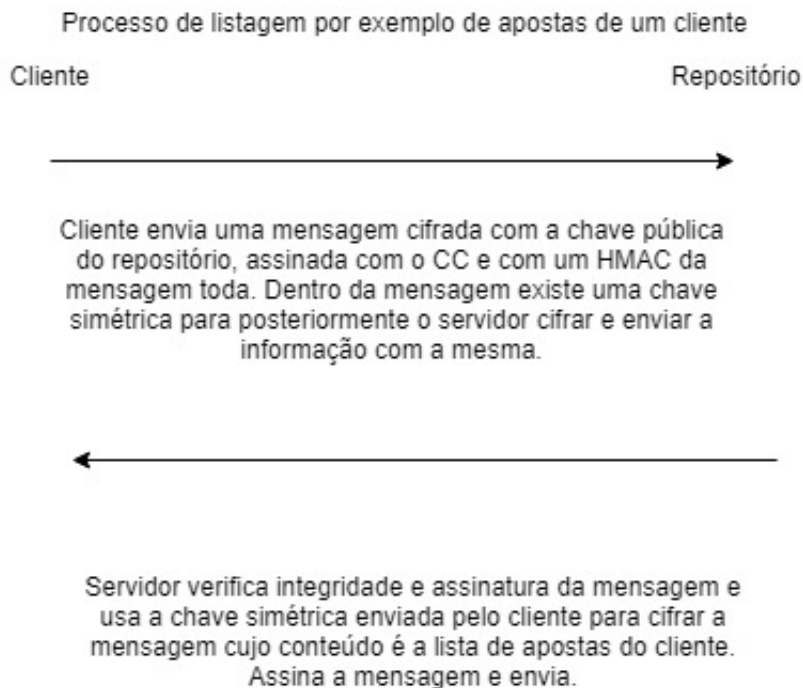 Processo de listagem por exemplo de apostas de um cliente
Cliente
Repositório
Cliente envia uma mensagem cifrada com a chave pública
do repositório, assinada com o CC e com um HMAC da
mensagem toda. Dentro da mensagem existe uma chave
simétrica para posteriormente o servidor cifrar e enviar a
informação com a mesma.
Servidor verifica integridade e assinatura da mensagem e
usa a chave simétrica enviada pelo cliente para cifrar a
mensagem cujo conteúdo é a lista de apostas do cliente.
Assina a mensagem e envia.